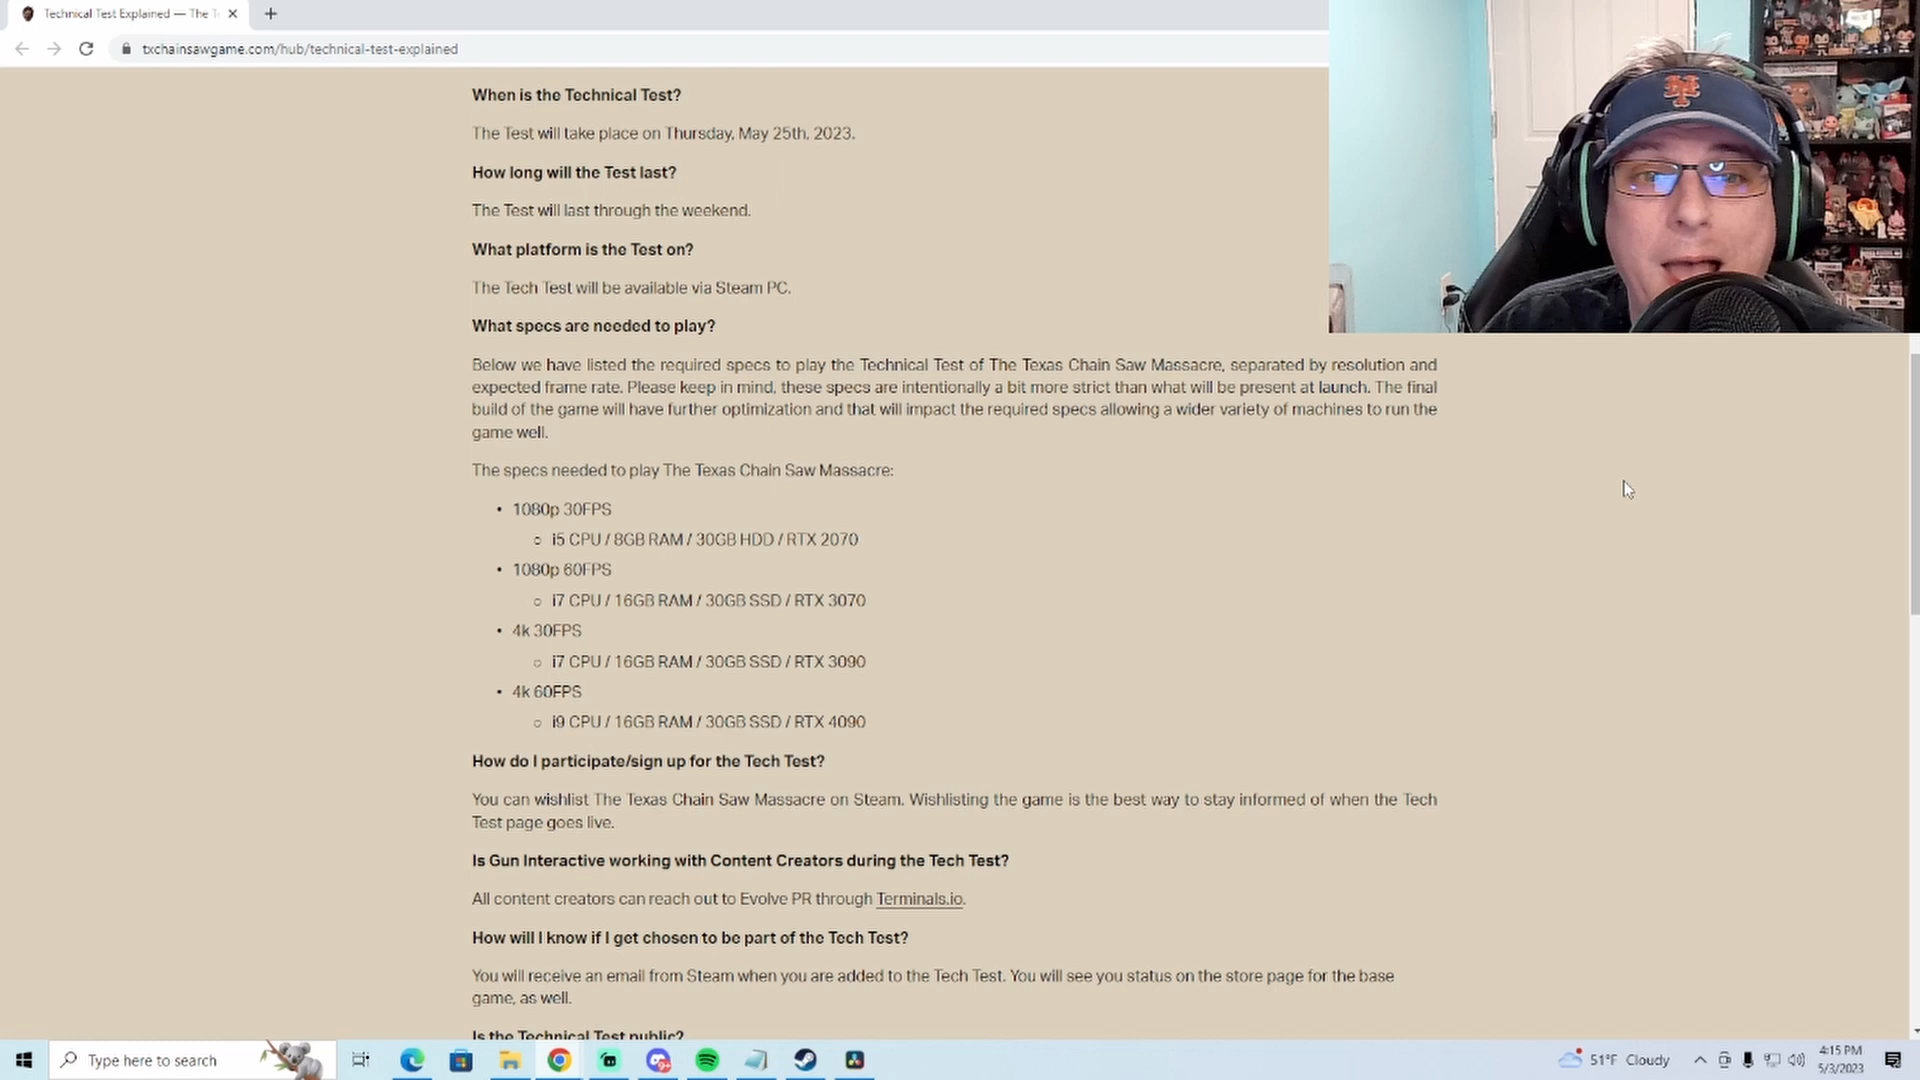 Technical Test Explained — The T
txchainsawgame.com/hub/technical-test-explained
When is the Technical Test?
The Test will take place on Thursday, May 25th, 2023.
How long will the Test last?
The Test will last through the weekend.
What platform is the Test on?
The Tech Test will be available via Steam PC.
What specs are needed to play?
Below we have listed the required specs to play the Technical Test of The Texas Chain Saw Massacre, separated by resolution and
expected frame rate. Please keep in mind, these specs are intentionally a bit more strict than what will be present at launch. The final
build of the game will have further optimization and that will impact the required specs allowing a wider variety of machines to run the
game well.
The specs needed to play The Texas Chain Saw Massacre:
• 1080p 30FPS
○ i5 CPU / 8GB RAM / 30GB HDD / RTX 2070
• 1080p 60FPS
○ i7 CPU / 16GB RAM / 30GB SSD / RTX 3070
• 4k 30FPS
○ i7 CPU / 16GB RAM / 30GB SSD / RTX 3090
• 4k 60FPS
○ i9 CPU / 16GB RAM / 30GB SSD / RTX 4090
How do I participate/sign up for the Tech Test?
You can wishlist The Texas Chain Saw Massacre on Steam. Wishlisting the game is the best way to stay informed of when the Tech
Test page goes live.
Is Gun Interactive working with Content Creators during the Tech Test?
All content creators can reach out to Evolve PR through Terminals.io.
How will I know if I get chosen to be part of the Tech Test?
You will receive an email from Steam when you are added to the Tech Test. You will see you status on the store page for the base
game, as well.
Is the Technical Test public?
Type here to search
51°F Cloudy
4:15 PM
5/3/2023